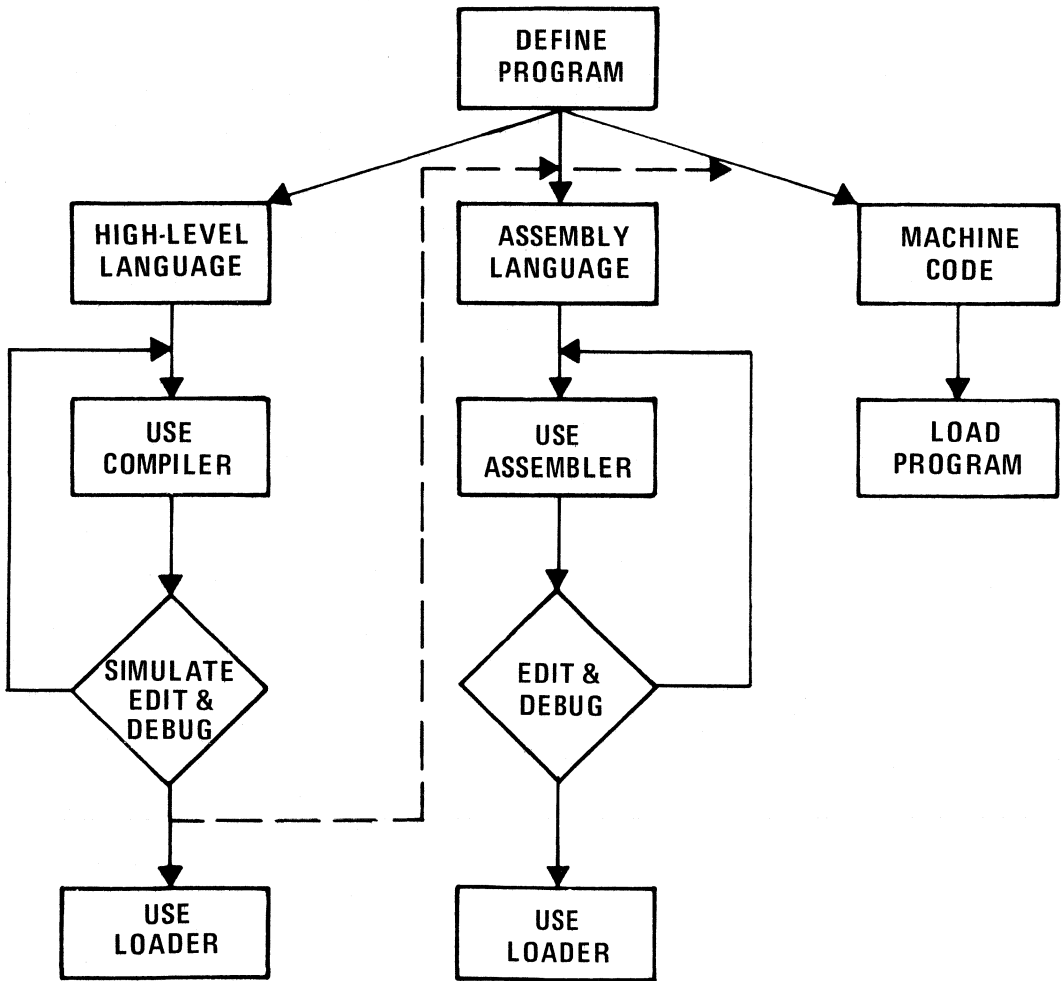 DEFINE
PROGRAM
HIGH-LEVEL
LANGUAGE
ASSEMBLY
LANGUAGE
MACHINE
CODE
USE
COMPILER
USE
ASSEMBLER
LOAD
PROGRAM
SIMULATE
EDIT &
DEBUG
EDIT &
DEBUG
USE
LOADER
USE
LOADER